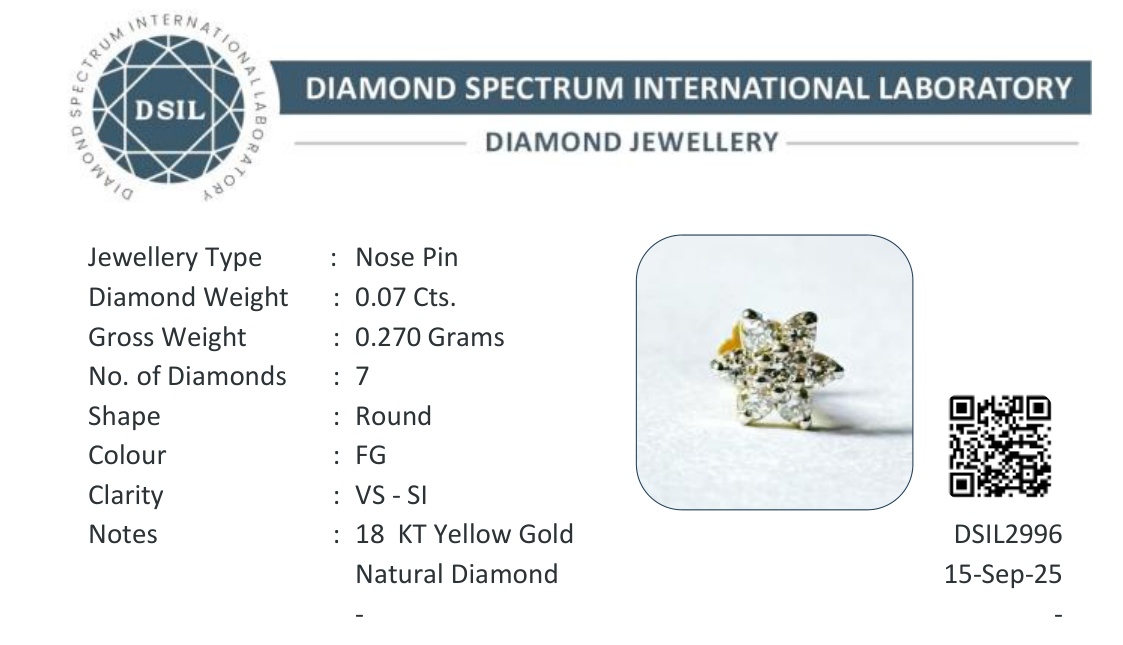 DIAMOND SPECTRUM INTERNATIONAL LABORATORY
DSIL
DIAMOND SPECTRUM INTERNATIONAL LABORATORY
DIAMOND JEWELLERY
Jewellery Type : Nose Pin
Diamond Weight : 0.07 Cts.
Gross Weight : 0.270 Grams
No. of Diamonds : 7
Shape : Round
Colour : FG
Clarity : VS - SI
Notes : 18 KT Yellow Gold
DSIL2996
Natural Diamond
15-Sep-25
-
-